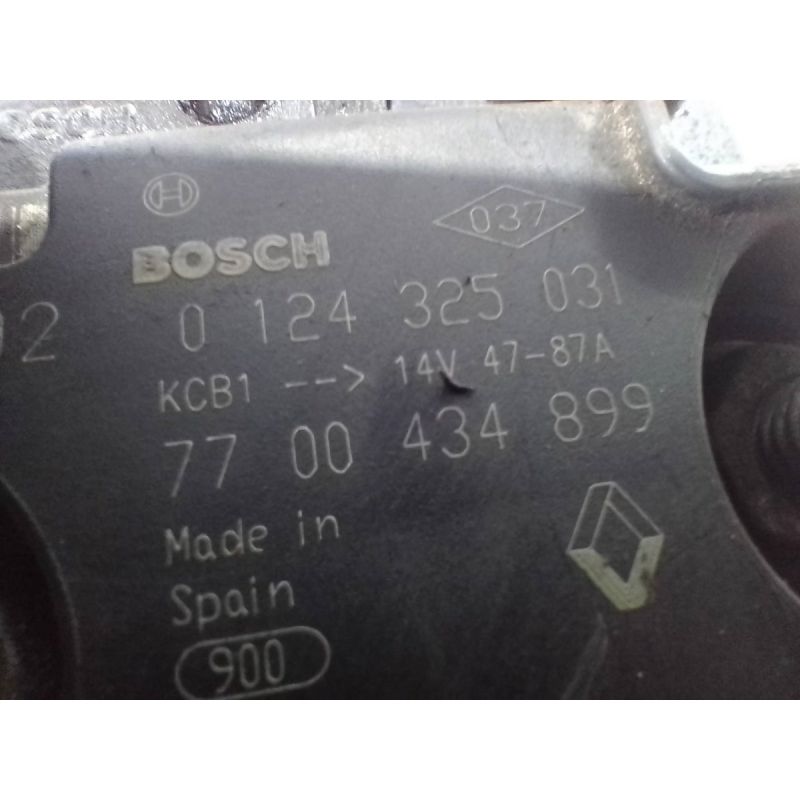 037
BOSCH
0 124 325 031
KCB1 --> 14V 47-87A
77 00 434 899
Made in
Spain
900